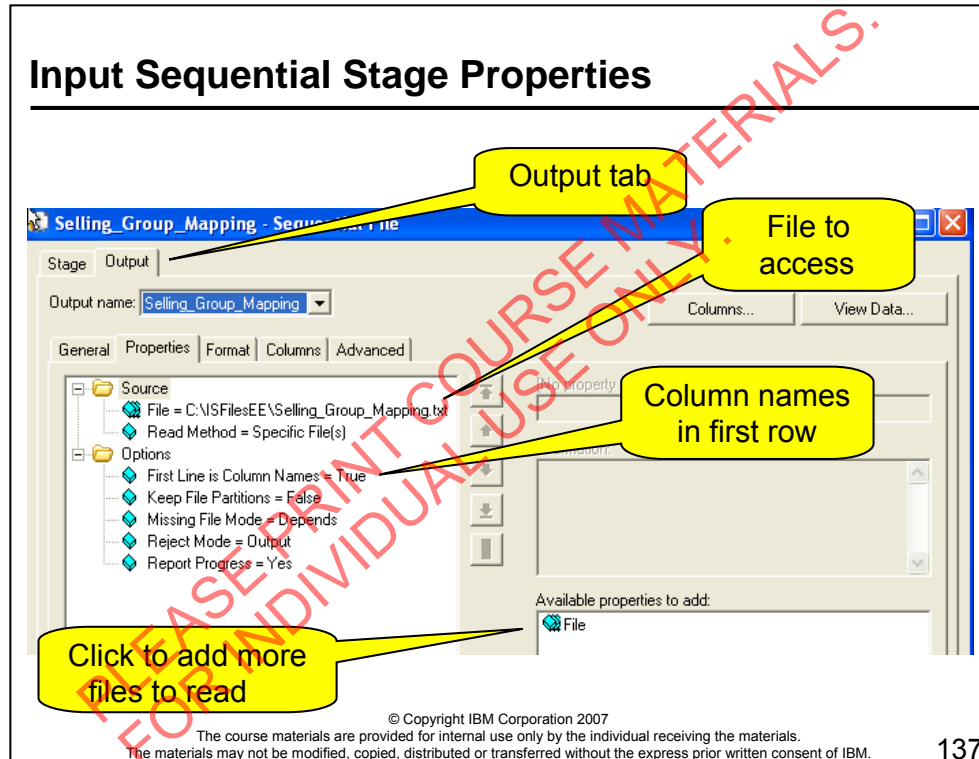 Input Sequential Stage Properties
Output tab
Selling_Group_Mapping - File
File to
access
Stage Output
Output name: Selling_Group_Mapping
Columns... View Data...
General Properties Format Columns Advanced
Source
File = C:\ISFilesEE\Selling_Group_Mapping.txt
Read Method = Specific File(s)
Options
First Line is Column Names = True
Keep File Partitions = False
Missing File Mode = Depends
Reject Mode = Output
Report Progress = Yes
Column names
in first row
Available properties to add:
File
Click to add more
files to read
PLEASE PRINT COURSE MATERIALS.
FOR INDIVIDUAL USE ONLY.
© Copyright IBM Corporation 2007
The course materials are provided for internal use only by the individual receiving the materials.
The materials may not be modified, copied, distributed or transferred without the express prior written consent of IBM.
137